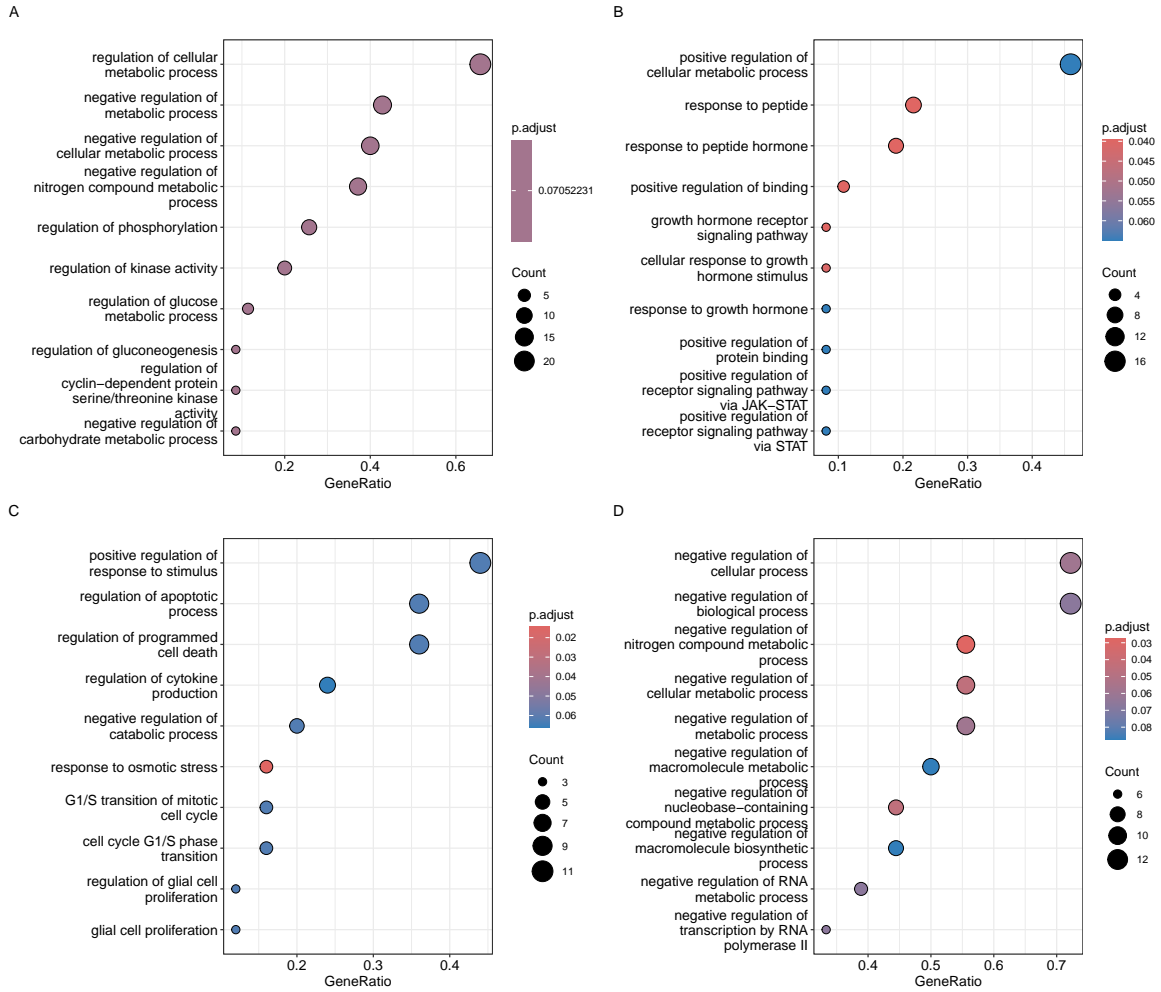 A
regulation of cellular
metabolic process
negative regulation of
metabolic process
negative regulation of
cellular metabolic process
negative regulation of
nitrogen compound metabolic
process
regulation of phosphorylation
regulation of kinase activity
regulation of glucose
metabolic process
regulation of gluconeogenesis
regulation of
cyclin−dependent protein
serine/threonine kinase
activity
negative regulation of
carbohydrate metabolic process
0.2 0.4 0.6
GeneRatio
p.adjust
0.07052231
Count
5
10
15
20
B
positive regulation of
cellular metabolic process
response to peptide
response to peptide hormone
positive regulation of binding
growth hormone receptor
signaling pathway
cellular response to growth
hormone stimulus
response to growth hormone
positive regulation of
protein binding
positive regulation of
receptor signaling pathway
via JAK−STAT
positive regulation of
receptor signaling pathway
via STAT
0.1 0.2 0.3 0.4
GeneRatio
p.adjust
0.040
0.045
0.050
0.055
0.060
Count
4
8
12
16
C
positive regulation of
response to stimulus
regulation of apoptotic
process
regulation of programmed
cell death
regulation of cytokine
production
negative regulation of
catabolic process
response to osmotic stress
G1/S transition of mitotic
cell cycle
cell cycle G1/S phase
transition
regulation of glial cell
proliferation
glial cell proliferation
0.2 0.3 0.4
GeneRatio
p.adjust
0.02
0.03
0.04
0.05
0.06
Count
3
5
7
9
11
D
negative regulation of
cellular process
negative regulation of
biological process
negative regulation of
nitrogen compound metabolic
process
negative regulation of
cellular metabolic process
negative regulation of
metabolic process
negative regulation of
macromolecule metabolic
process
negative regulation of
nucleobase−containing
compound metabolic process
negative regulation of
macromolecule biosynthetic
process
negative regulation of RNA
metabolic process
negative regulation of
transcription by RNA
polymerase II
0.4 0.5 0.6 0.7
GeneRatio
p.adjust
0.03
0.04
0.05
0.06
0.07
0.08
Count
6
8
10
12